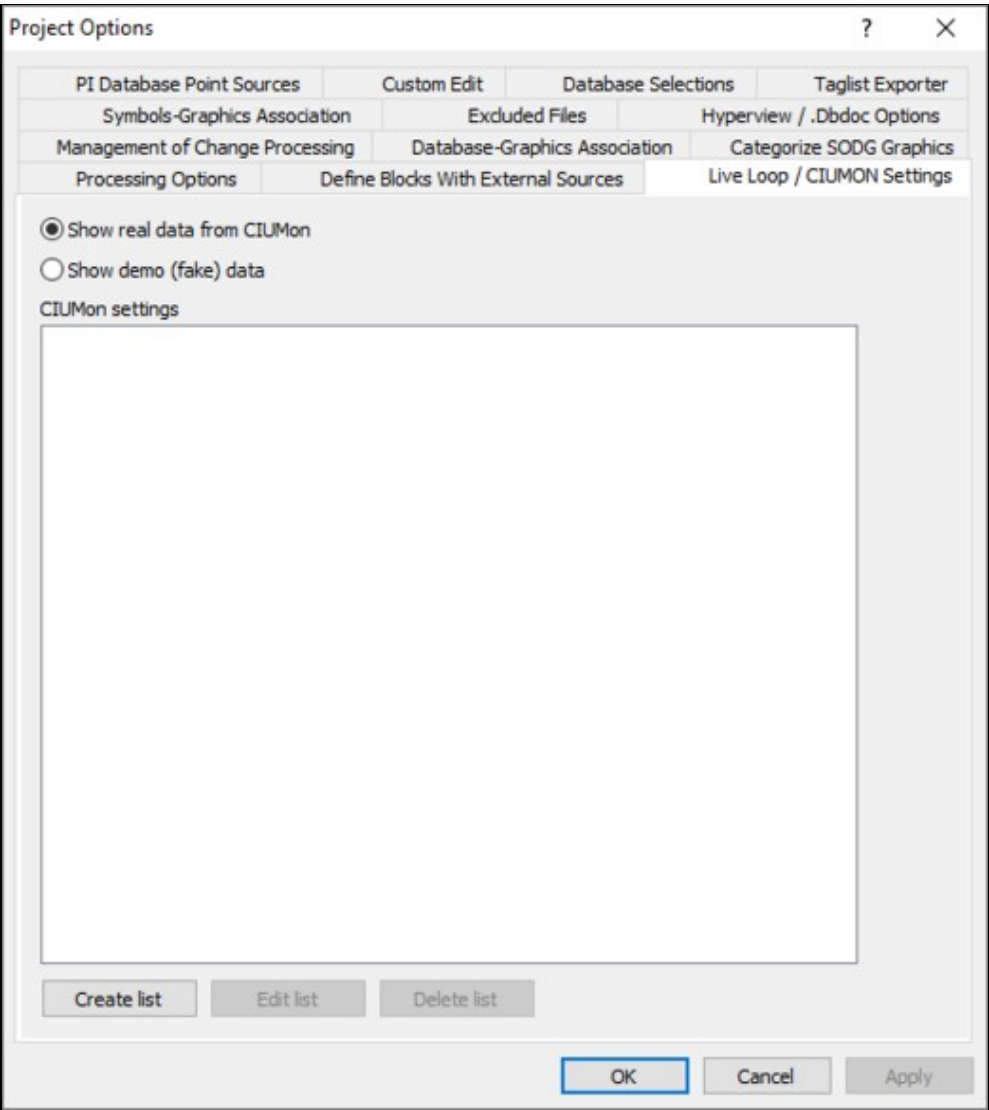 Project Options ?
PI Database Point Sources Custom Edit Database Selections Taglist Exporter
Symbols-Graphics Association Excluded Files Hyperview / .Dbdoc Options
Management of Change Processing Database-Graphics Association Categorize SODG Graphics
Processing Options Define Blocks With External Sources Live Loop / CIUMON Settings
Show real data from CIUMon
Show demo (fake) data
CIUMon settings
Create list Edit list Delete list
OK Cancel Apply